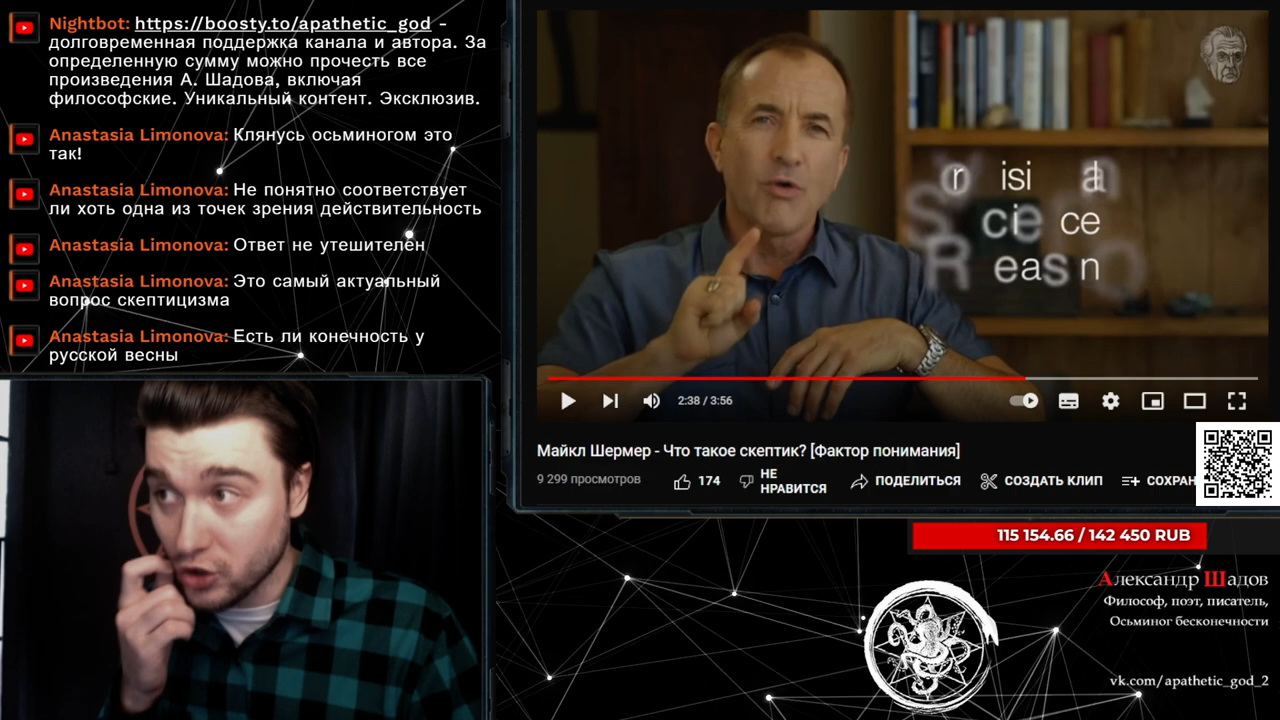 Nightbot: https://boosty.to/apathetic_god -
долговременная поддержка канала и автора. За
определенную сумму можно прочесть все
произведения А. Шадова, включая
философские. Уникальный контент. Эксклюзив.
Anastasia Limonova: Клянусь осьминогом это
так!
Anastasia Limonova: Не понятно соответствует
ли хоть одна из точек зрения действительность
Anastasia Limonova: Ответ не утешителен
Anastasia Limonova: Это самый актуальный
вопрос скептицизма
Anastasia Limonova: Есть ли конечность у
русской весны
2:38 / 3:56
Майкл Шермер - Что такое скептик? [Фактор понимания]
9 299 просмотров
174
НЕ
НРАВИТСЯ
ПОДЕЛИТЬСЯ
СОЗДАТЬ КЛИП
СОХРАН
115 154.66 / 142 450 RUB
Александр Шадов
Философ, поэт, писатель,
Осьминог бесконечности
vk.com/apathetic_god_2